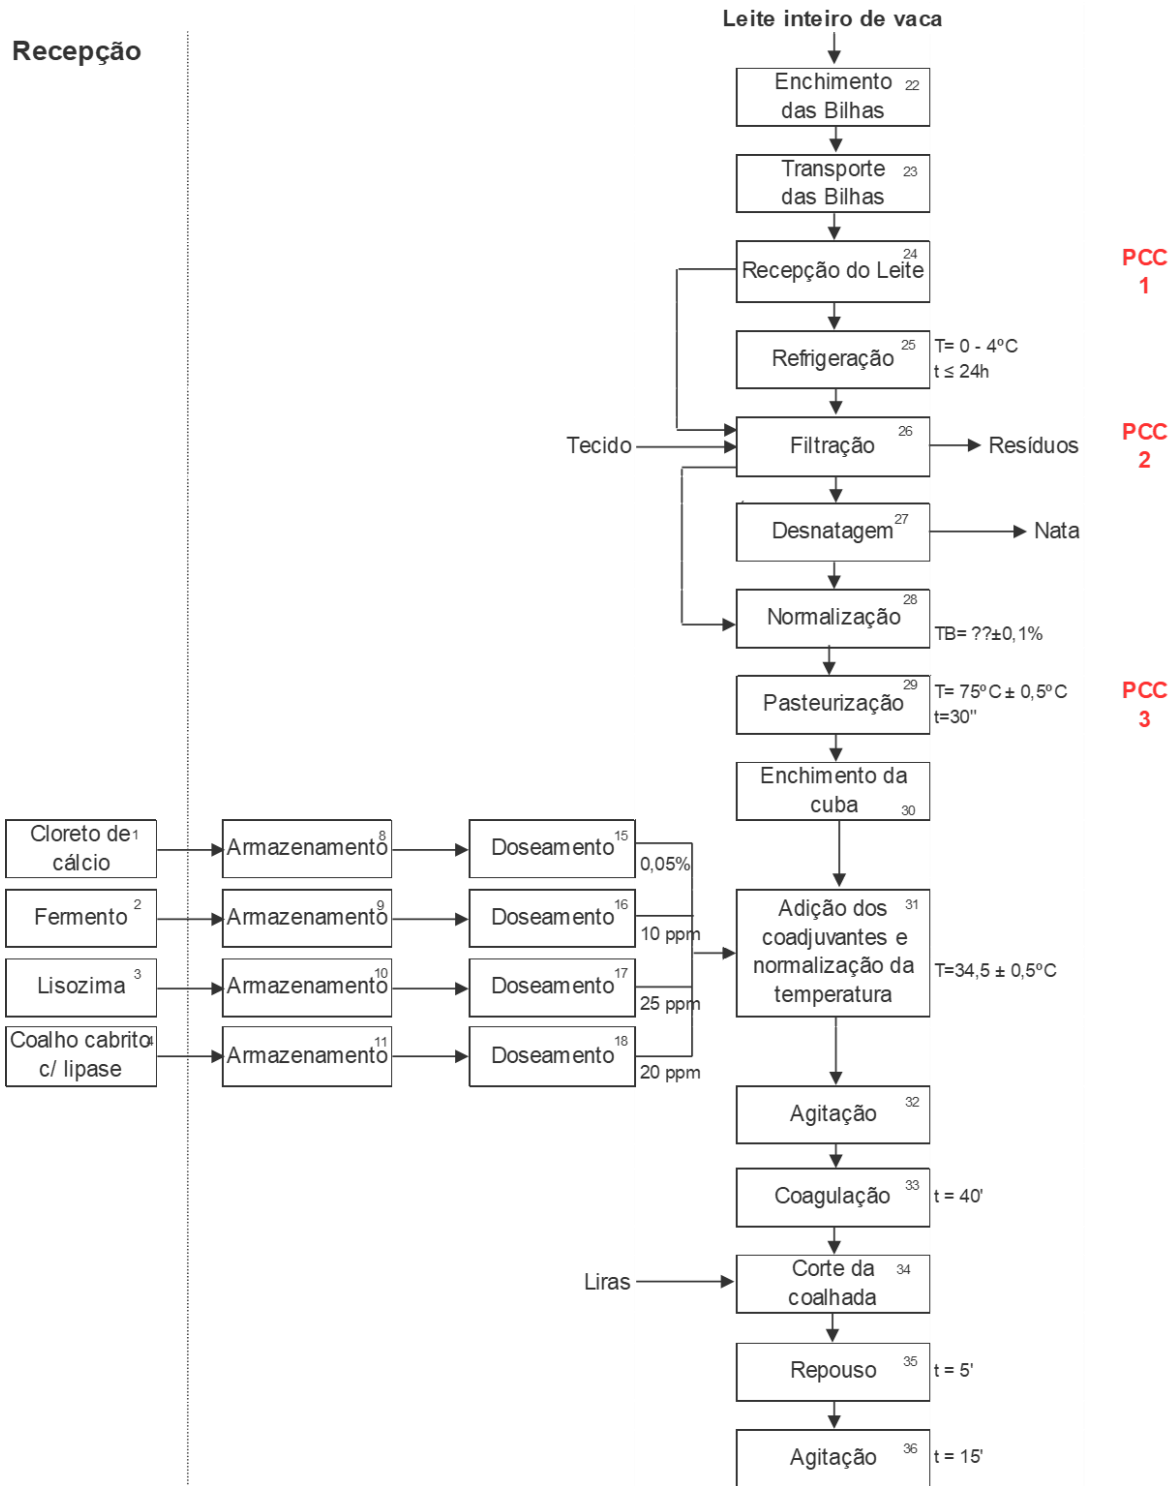 Leite inteiro de vaca
Recepção
Enchimento 22
das Bilhas
Transporte 23
das Bilhas
24
Recepção do Leite
PCC
1
Refrigeração 25
T= 0 - 4ºC
t ≤ 24h
Tecido
Filtração 26
Resíduos
PCC
2
Desnatagem 27
Nata
Normalização 28
TB= ??±0,1%
Pasteurização 29
T= 75ºC ± 0,5ºC
t=30"
PCC
3
Enchimento da
cuba 30
Cloreto de 1
cálcio
Armazenamento 8
Doseamento 15
0,05%
Fermento 2
Armazenamento 9
Doseamento 16
10 ppm
Lisozima 3
Armazenamento 10
Doseamento 17
25 ppm
Coalho cabrito 4
c/ lipase
Armazenamento 11
Doseamento 18
20 ppm
Adição dos 31
coadjuvantes e
normalização da
temperatura
T=34,5 ± 0,5ºC
Agitação 32
Coagulação 33
t = 40'
Liras
Corte da 34
coalhada
Repouso 35
t = 5'
Agitação 36
t = 15'